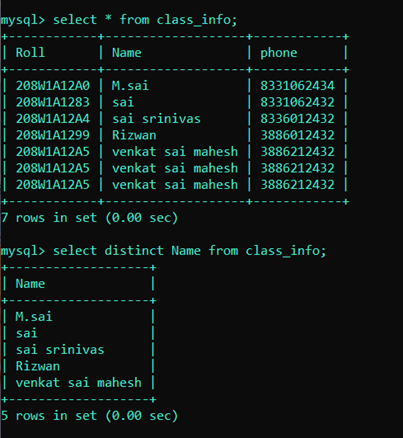 mysql> select * from class_info;
+------------+-------------------+------------+
| Roll       | Name              | phone      |
+------------+-------------------+------------+
| 208W1A12A0 | M.sai             | 8331062434 |
| 208W1A1283 | sai               | 8331062432 |
| 208W1A12A4 | sai srinivas      | 8336012432 |
| 208W1A1299 | Rizwan            | 3886012432 |
| 208W1A12A5 | venkat sai mahesh | 3886212432 |
| 208W1A12A5 | venkat sai mahesh | 3886212432 |
| 208W1A12A5 | venkat sai mahesh | 3886212432 |
+------------+-------------------+------------+
7 rows in set (0.00 sec)
mysql> select distinct Name from class_info;
+-------------------+
| Name              |
+-------------------+
| M.sai             |
| sai               |
| sai srinivas      |
| Rizwan            |
| venkat sai mahesh |
+-------------------+
5 rows in set (0.00 sec)